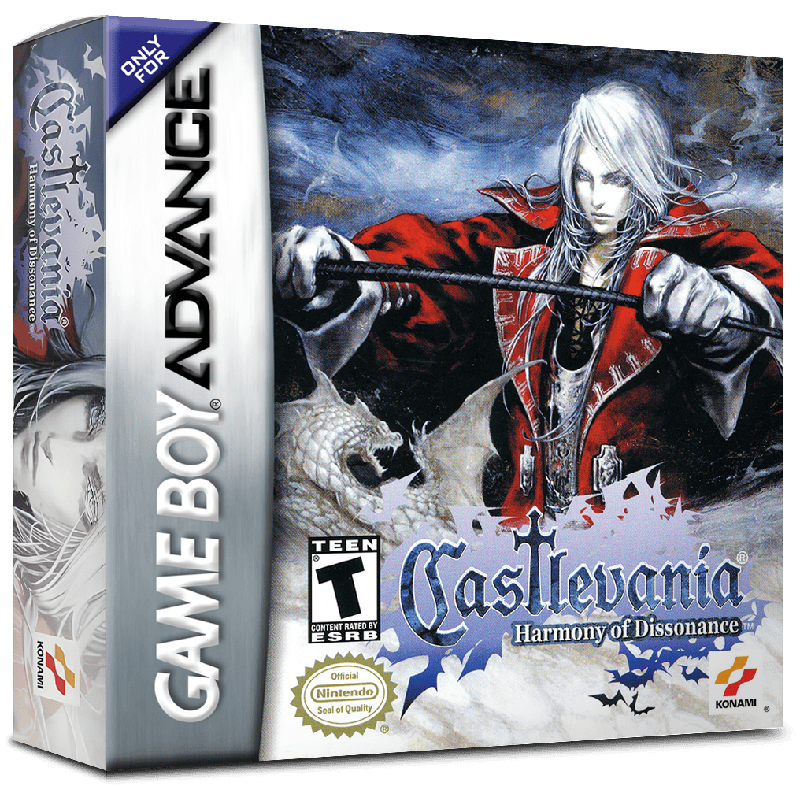 ONLY
FOR
GAME BOY ADVANCE
®
Castlevania®
Harmony of Dissonance
KONAMI
TEEN
T
CONTENT RATED BY
ESRB
Castlevania®
Harmony of Dissonance™
Official
Nintendo
Seal of Quality
®
KONAMI
®